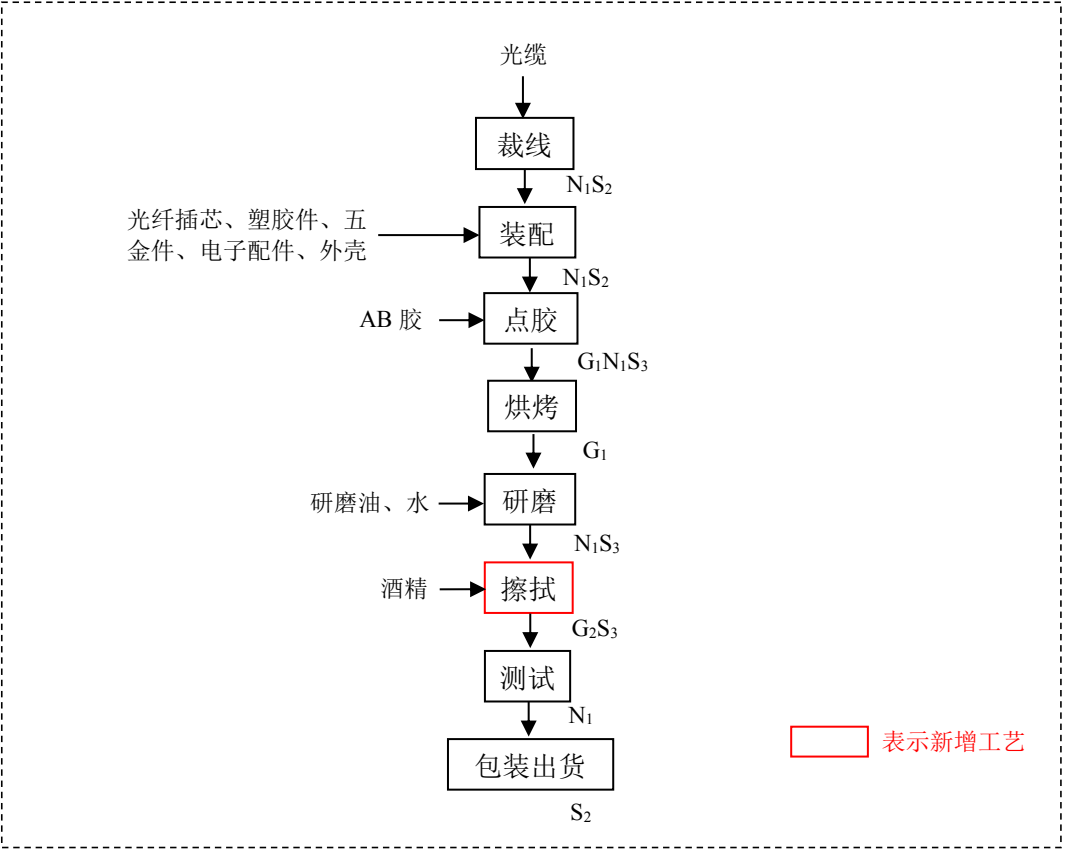 光缆
裁线
N₁S₂
光纤插芯、塑胶件、五
金件、电子配件、外壳
装配
N₁S₂
AB 胶
点胶
G₁N₁S₃
烘烤
G₁
研磨油、水
研磨
N₁S₃
酒精
擦拭
G₂S₃
测试
N₁
包装出货
表示新增工艺
S₂